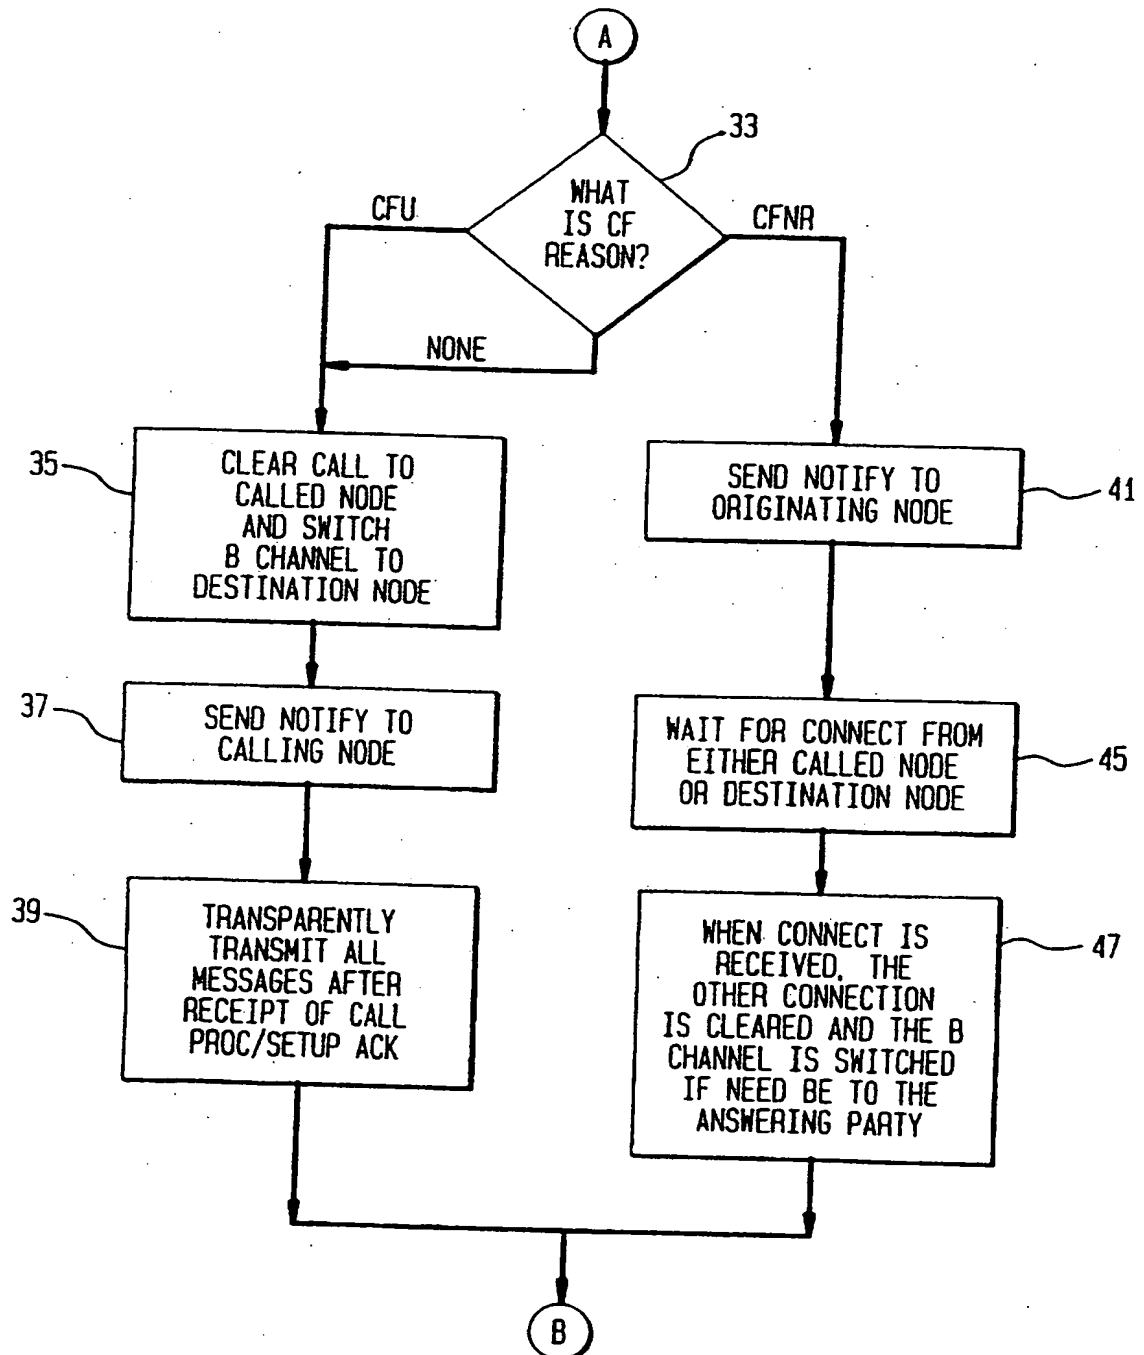 A
33
WHAT
IS CF
REASON?
CFU
CFNR
NONE
35
CLEAR CALL TO
CALLED NODE
AND SWITCH
B CHANNEL TO
DESTINATION NODE
SEND NOTIFY TO
ORIGINATING NODE
41
37
SEND NOTIFY TO
CALLING NODE
WAIT FOR CONNECT FROM
EITHER CALLED NODE
OR DESTINATION NODE
45
39
TRANSPARENTLY
TRANSMIT ALL
MESSAGES AFTER
RECEIPT OF CALL
PROC/SETUP ACK
WHEN CONNECT IS
RECEIVED, THE
OTHER CONNECTION
IS CLEARED AND THE B
CHANNEL IS SWITCHED
IF NEED BE TO THE
ANSWERING PARTY
47
B